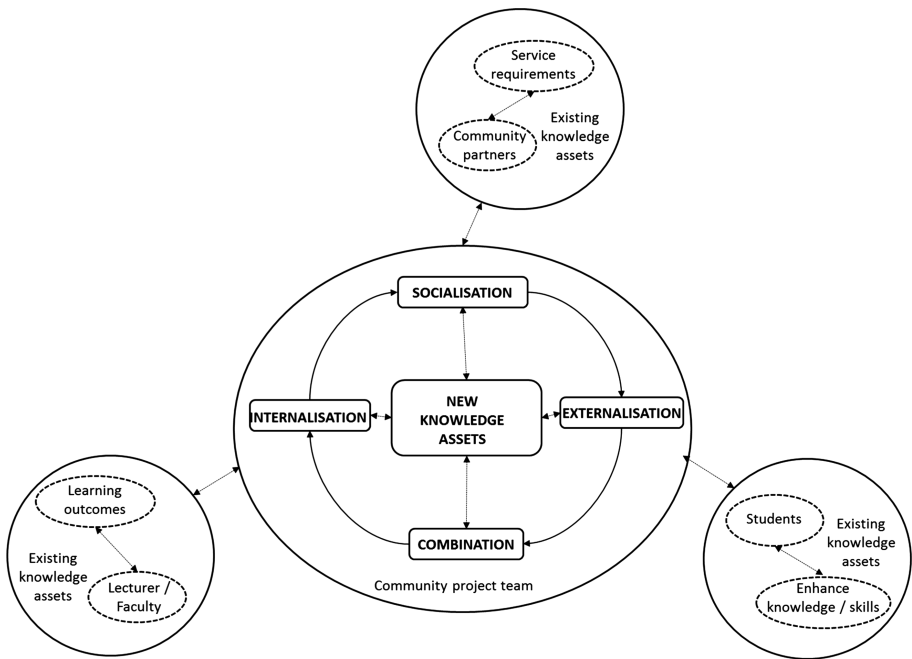 Service
requirements
Community
partners
Existing
knowledge
assets
SOCIALISATION
INTERNALISATION
NEW
KNOWLEDGE
ASSETS
EXTERNALISATION
COMBINATION
Community project team
Learning
outcomes
Existing
knowledge
assets
Lecturer /
Faculty
Students
Existing
knowledge
assets
Enhance
knowledge / skills